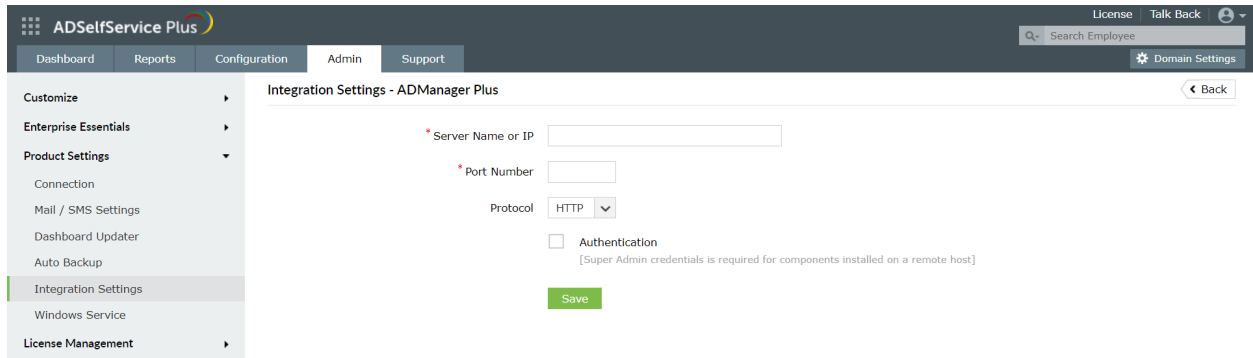 License Talk Back
ADSelfService Plus
Search Employee
Dashboard Reports Configuration Admin Support Domain Settings
Customize
Enterprise Essentials
Product Settings
Connection
Mail / SMS Settings
Dashboard Updater
Auto Backup
Integration Settings
Windows Service
License Management
Integration Settings - ADManager Plus Back
* Server Name or IP
* Port Number
Protocol HTTP
Authentication
[Super Admin credentials is required for components installed on a remote host]
Save